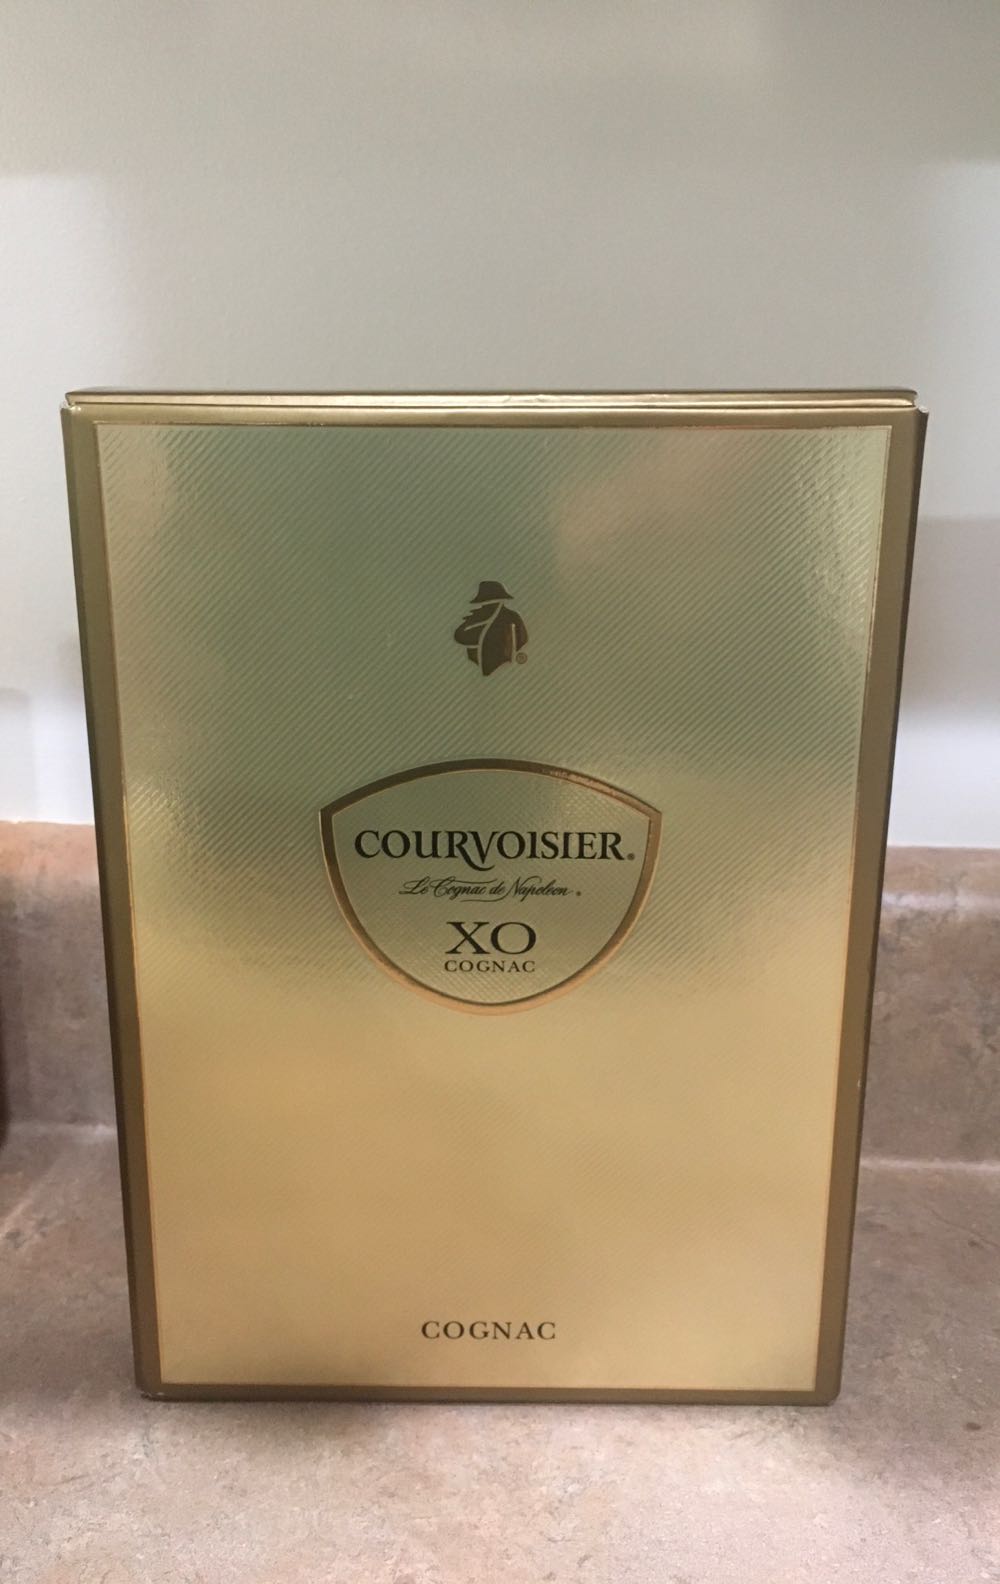 ®
COURVOISIER®
Le Cognac de Napoleon®
XO
COGNAC
COGNAC